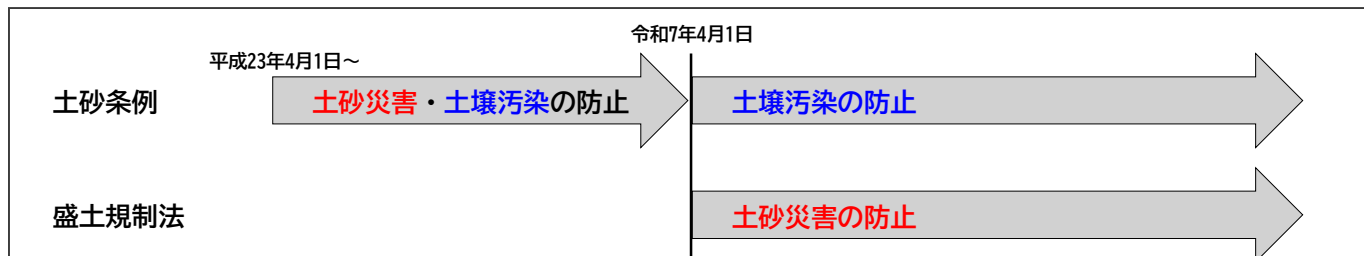 令和7年4月1日
平成23年4月1日～
土砂条例
土砂災害・土壌汚染の防止
土壌汚染の防止
盛土規制法
土砂災害の防止